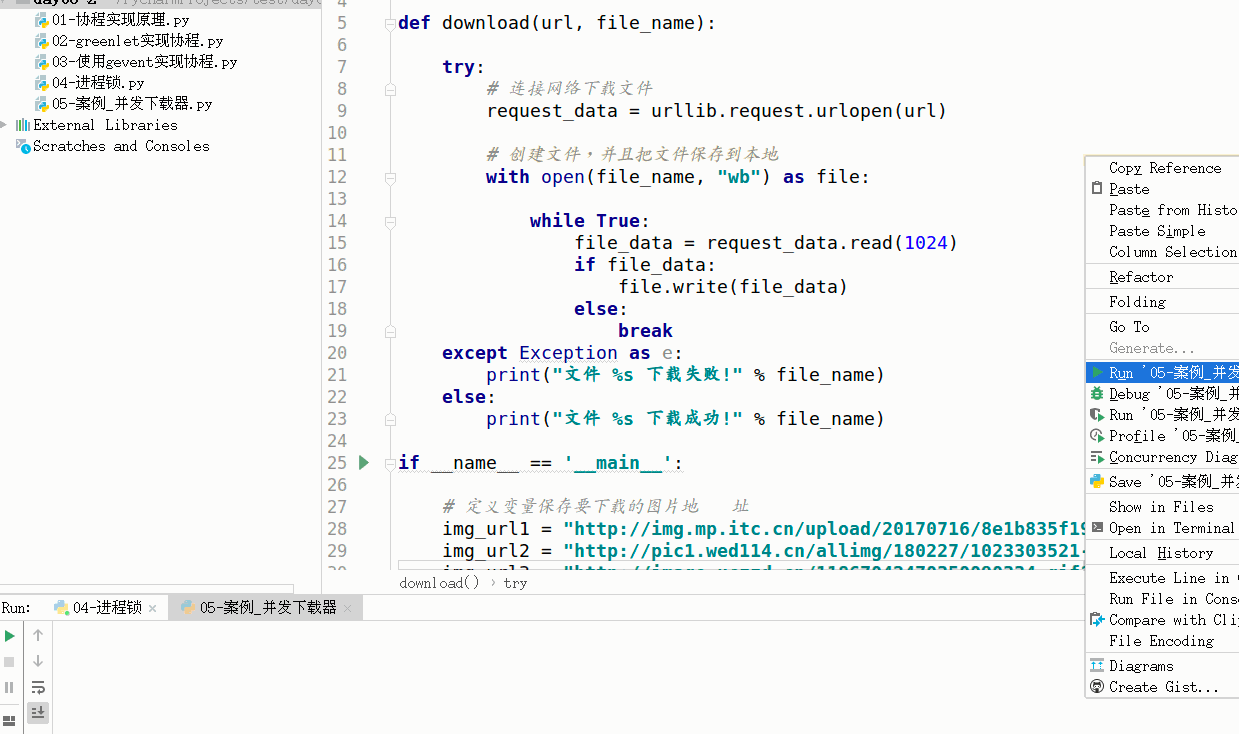 01-协程实现原理.py
02-greenlet实现协程.py
03-使用gevent实现协程.py
04-进程锁.py
05-案例_并发下载器.py
External Libraries
Scratches and Consoles
5 def download(url, file_name):
6
7 try:
8 # 连接网络下载文件
9 request_data = urllib.request.urlopen(url)
10
11 # 创建文件，并且把文件保存到本地
12 with open(file_name, "wb") as file:
13
14 while True:
15 file_data = request_data.read(1024)
16 if file_data:
17 file.write(file_data)
18 else:
19 break
20 except Exception as e:
21 print("文件 %s 下载失败!" % file_name)
22 else:
23 print("文件 %s 下载成功!" % file_name)
24
25 if __name__ == '__main__':
26
27 # 定义变量保存要下载的图片地 址
28 img_url1 = "http://img.mp.itc.cn/upload/20170716/8e1b835f19
29 img_url2 = "http://pic1.wed114.cn/allimg/180227/1023303521-
download() › try
Copy Reference
Paste
Paste from Histo
Paste Simple
Column Selection
Refactor
Folding
Go To
Generate...
Run '05-案例_并发
Debug '05-案例_并
Run '05-案例_并发
Profile '05-案例_
Concurrency Diag
Save '05-案例_并发
Show in Files
Open in Terminal
Local History
Execute Line in
Run File in Conso
Compare with Clip
File Encoding
Diagrams
Create Gist...
Run: 04-进程锁 × 05-案例_并发下载器 ×